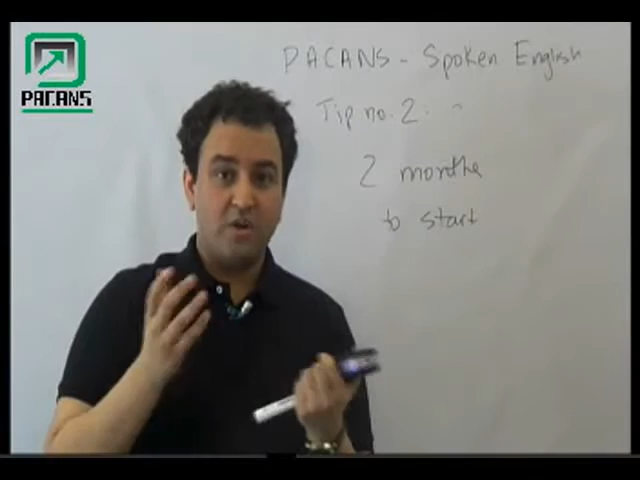 PACANS
PACANS - Spoken English
Tip no. 2:
2 months
to start